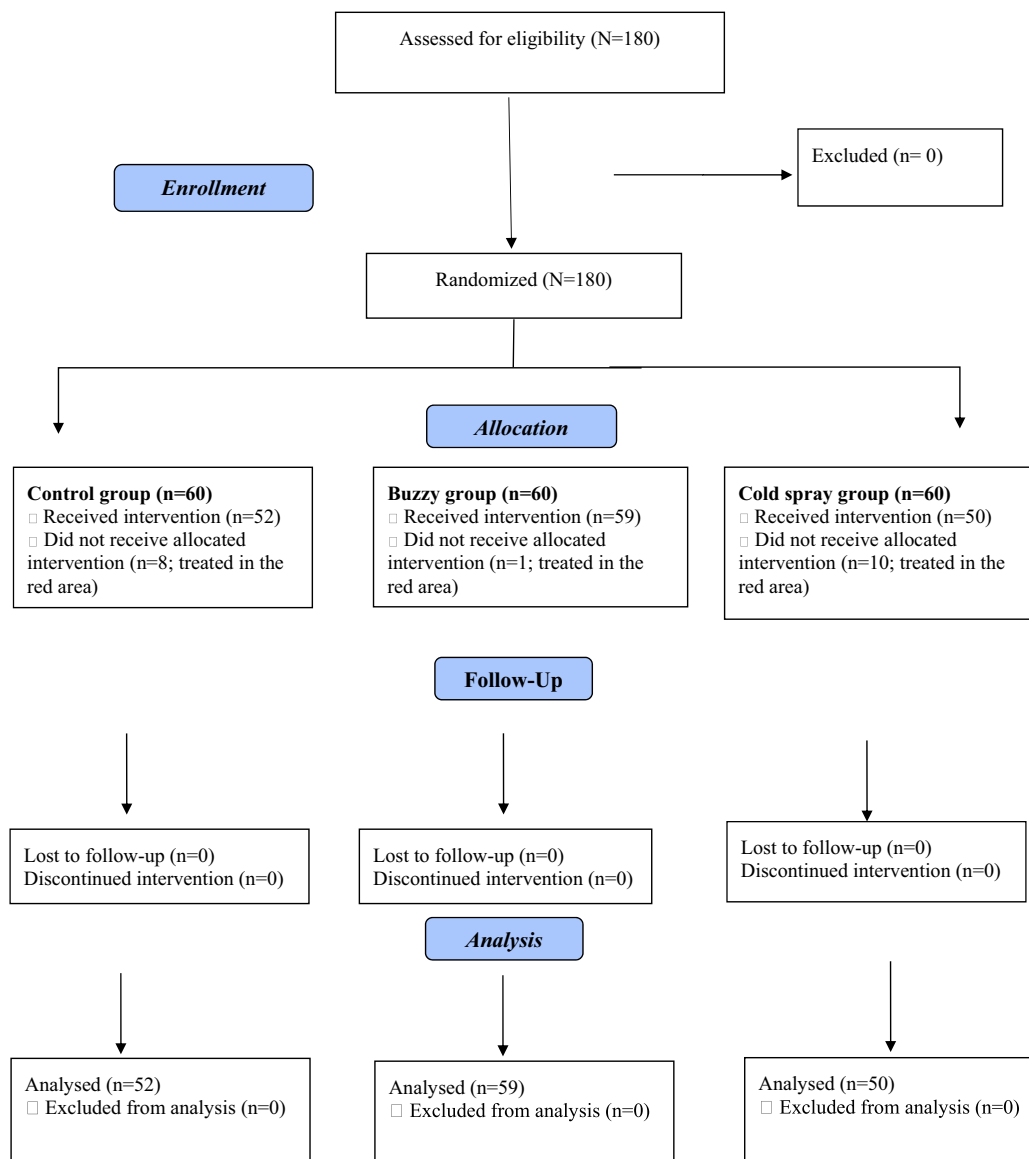 Assessed for eligibility (N=180)
Excluded (n= 0)
Enrollment
Randomized (N=180)
Allocation
Control group (n=60)
□ Received intervention (n=52)
□ Did not receive allocated
intervention (n=8; treated in the
red area)
Buzzy group (n=60)
□ Received intervention (n=59)
□ Did not receive allocated
intervention (n=1; treated in the
red area)
Cold spray group (n=60)
□ Received intervention (n=50)
□ Did not receive allocated
intervention (n=10; treated in the
red area)
Follow-Up
Lost to follow-up (n=0)
Discontinued intervention (n=0)
Lost to follow-up (n=0)
Discontinued intervention (n=0)
Lost to follow-up (n=0)
Discontinued intervention (n=0)
Analysis
Analysed (n=52)
□ Excluded from analysis (n=0)
Analysed (n=59)
□ Excluded from analysis (n=0)
Analysed (n=50)
□ Excluded from analysis (n=0)